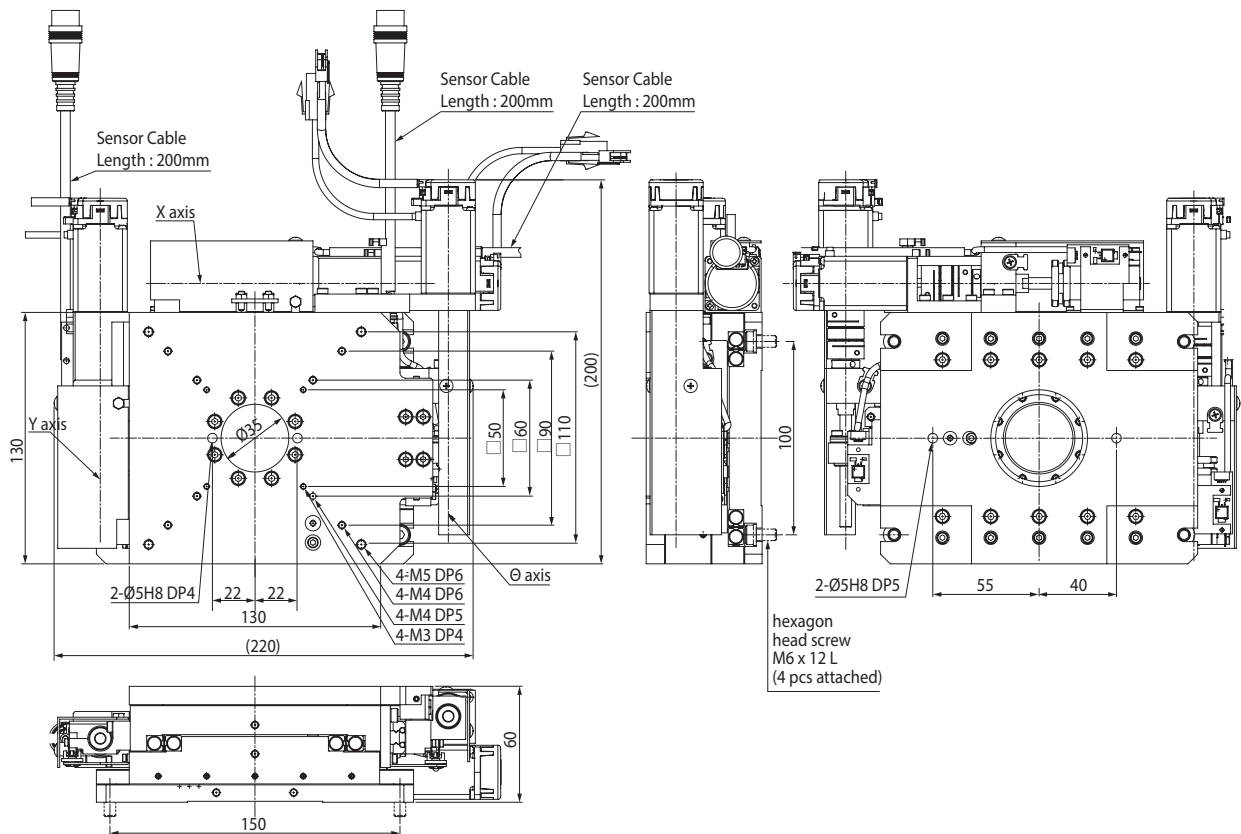 Sensor Cable
Length : 200mm
Sensor Cable
Length : 200mm
Sensor Cable
Length : 200mm
X axis
Y axis
Ø35
130
□50
□60
□90
□110
(200)
100
2-Ø5H8 DP4
22
22
130
(220)
4-M5 DP6
4-M4 DP6
4-M4 DP5
4-M3 DP4
Θ axis
2-Ø5H8 DP5
55
40
hexagon
head screw
M6 x 12 L
(4 pcs attached)
60
150